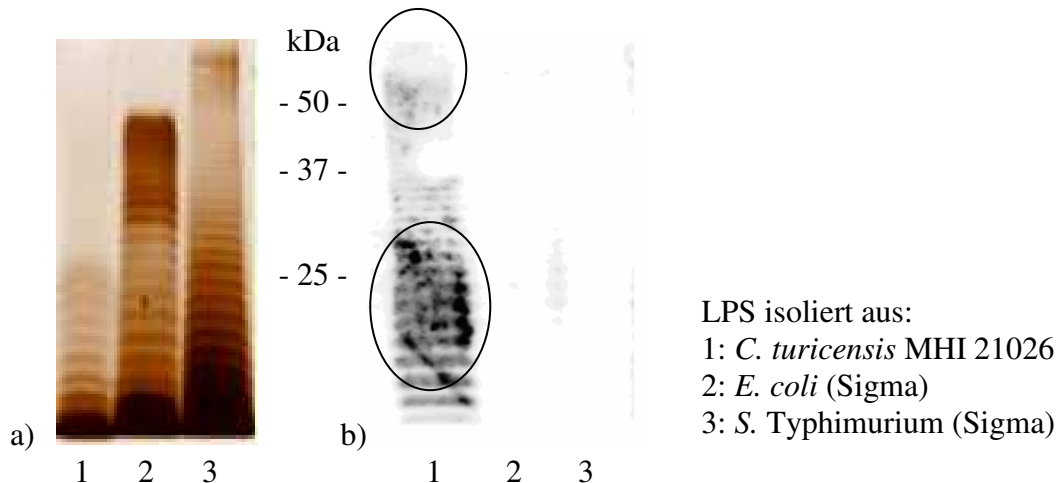 kDa
- 50 -
- 37 -
- 25 -
a)
b)
1 2 3
1 2 3
LPS isoliert aus:
1: C. turicensis MHI 21026
2: E. coli (Sigma)
3: S. Typhimurium (Sigma)